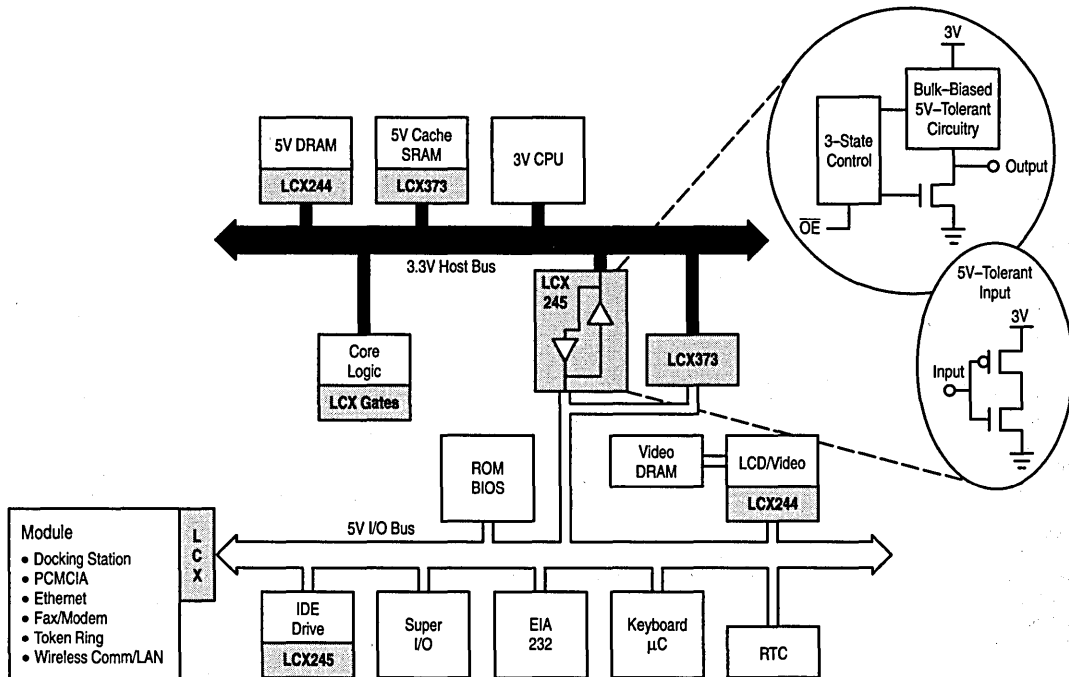 3V
Bulk–Biased
5V–Tolerant
Circuitry
3–State
Control
Output
OE
5V DRAM
LCX244
5V Cache
SRAM
LCX373
3V CPU
3.3V Host Bus
LCX
245
5V–Tolerant
Input
3V
Input
Core
Logic
LCX Gates
LCX373
ROM
BIOS
Video
DRAM
LCD/Video
LCX244
Module
• Docking Station
• PCMCIA
• Ethernet
• Fax/Modem
• Token Ring
• Wireless Comm/LAN
L
C
X
5V I/O Bus
IDE
Drive
LCX245
Super
I/O
EIA
232
Keyboard
µC
RTC